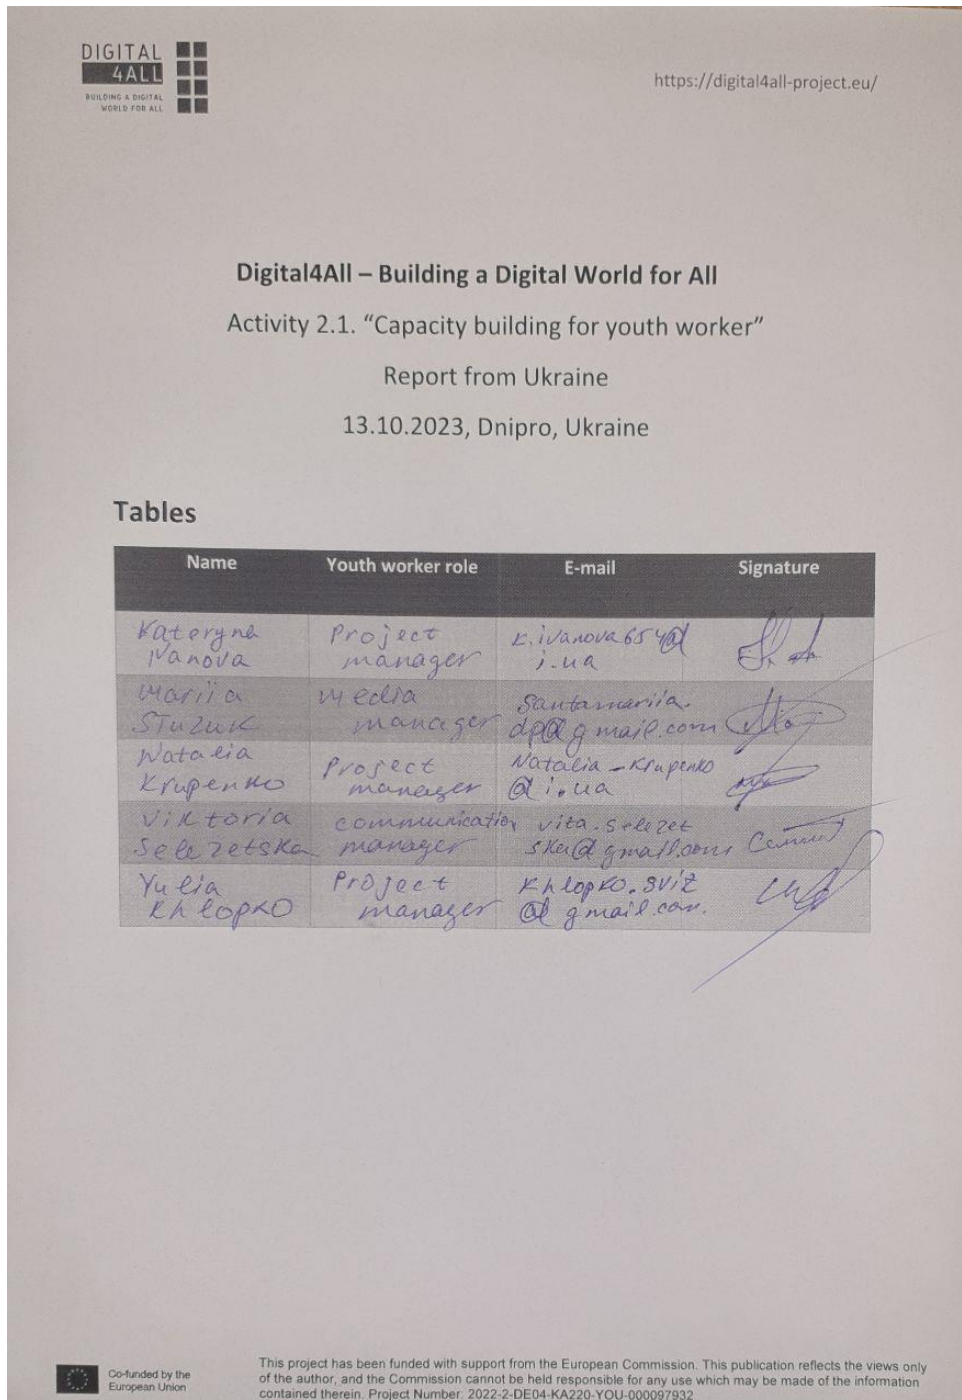 DIGITAL
4ALL
BUILDING A DIGITAL
WORLD FOR ALL
https://digital4all-project.eu/
Digital4All – Building a Digital World for All
Activity 2.1. “Capacity building for youth worker”
Report from Ukraine
13.10.2023, Dnipro, Ukraine
Tables
Name Youth worker role E-mail Signature
Kateryna Project k.ivanova654@
Ivanova manager i.ua
Mariia Media Santamariia.
manager dp@gmail.com
Natalia Project Natalia-Krupenko
Krupenko manager @i.ua
Viktoria communication vita.selezet
Selezetska manager ska@gmail.com
Yulia Project Khlopko.sviz
Khlopko manager @gmail.com.
Co-funded by the
European Union
This project has been funded with support from the European Commission. This publication reflects the views only
of the author, and the Commission cannot be held responsible for any use which may be made of the information
contained therein. Project Number: 2022-2-DE04-KA220-YOU-000097932